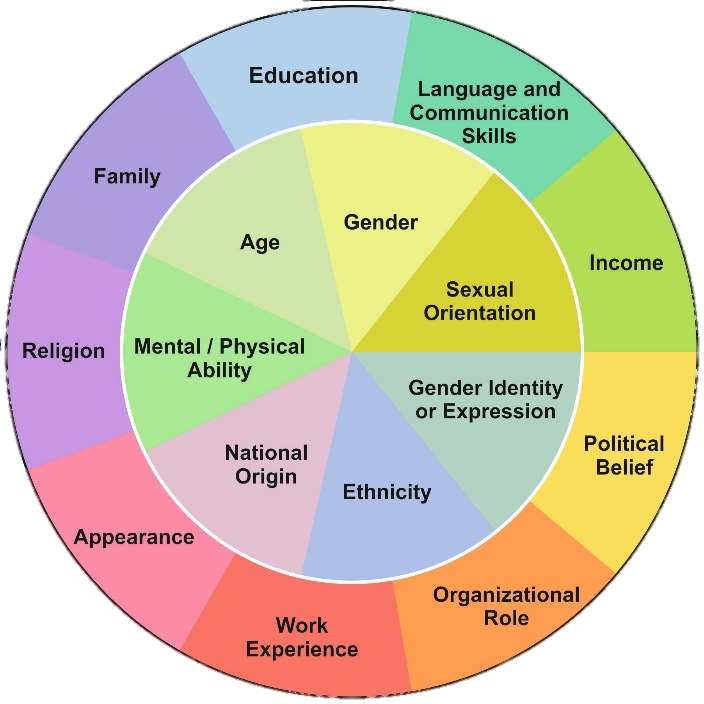 Education
Language and
Communication
Skills
Family
Age
Gender
Income
Sexual
Orientation
Religion
Mental / Physical
Ability
Gender Identity
or Expression
Political
Belief
National
Origin
Ethnicity
Appearance
Organizational
Role
Work
Experience